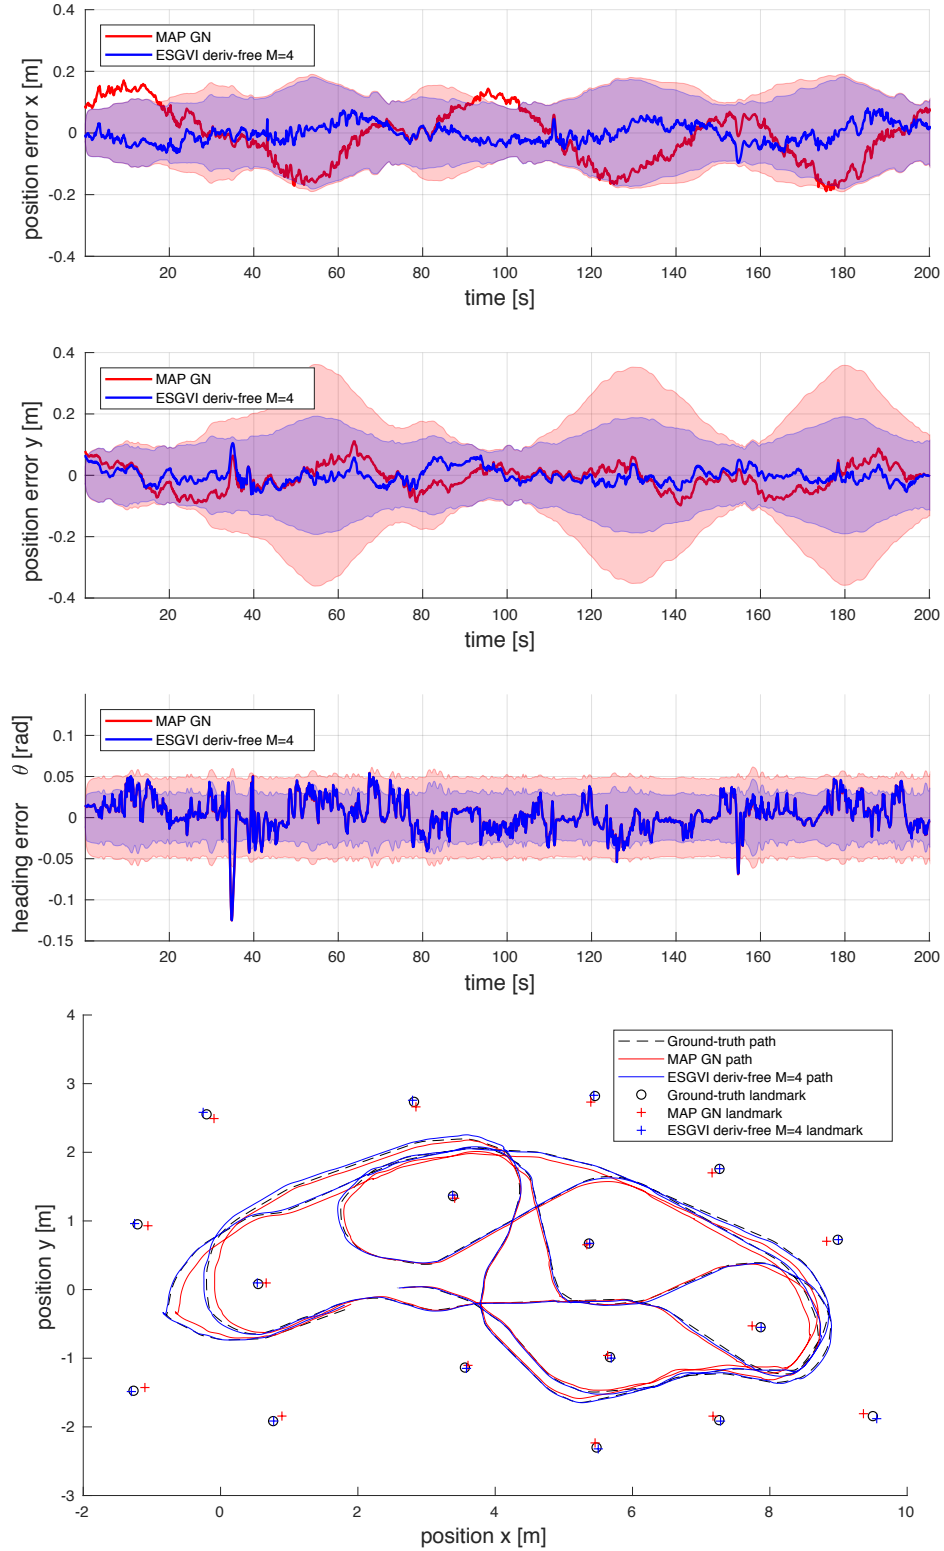 0.4
0.2
0
-0.2
-0.4
position error x [m]
MAP GN
ESGVI deriv-free M=4
20 40 60 80 100 120 140 160 180 200
time [s]
0.4
0.2
0
-0.2
-0.4
position error y [m]
MAP GN
ESGVI deriv-free M=4
20 40 60 80 100 120 140 160 180 200
time [s]
0.1
0.05
0
-0.05
-0.1
-0.15
heading error θ [rad]
MAP GN
ESGVI deriv-free M=4
20 40 60 80 100 120 140 160 180 200
time [s]
4
3
2
1
0
-1
-2
-3
position y [m]
Ground-truth path
MAP GN path
ESGVI deriv-free M=4 path
Ground-truth landmark
MAP GN landmark
ESGVI deriv-free M=4 landmark
-2 0 2 4 6 8 10
position x [m]